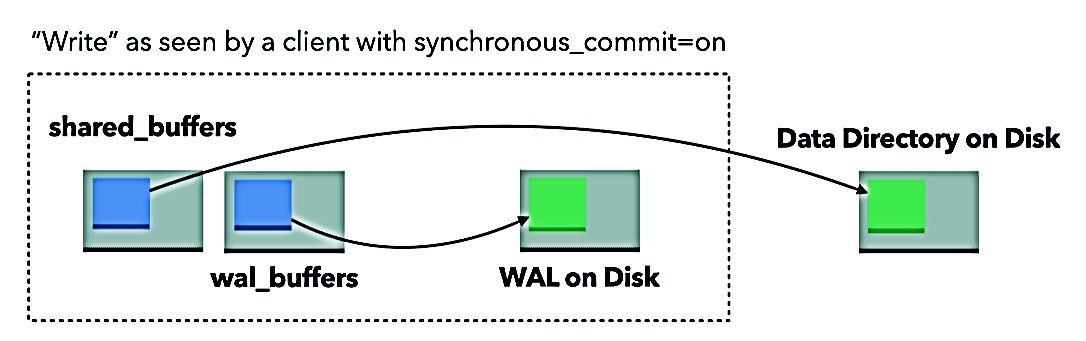 “Write” as seen by a client with synchronous_commit=on
shared_buffers
Data Directory on Disk
wal_buffers
WAL on Disk